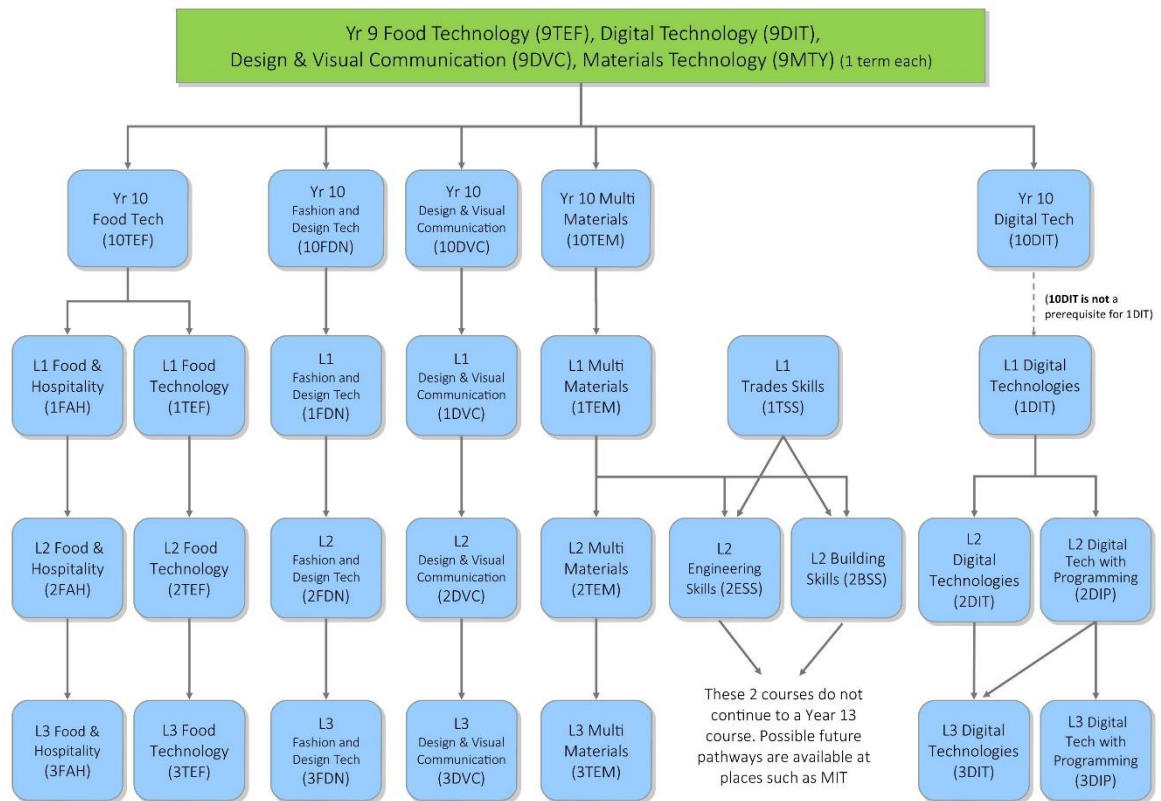 Yr 9 Food Technology (9TEF), Digital Technology (9DIT),
Design & Visual Communication (9DVC), Materials Technology (9MTY) (1 term each)
Yr 10
Food Tech
(10TEF)
Yr 10
Fashion and
Design Tech
(10FDN)
Yr 10
Design & Visual
Communication
(10DVC)
Yr 10 Multi
Materials
(10TEM)
Yr 10
Digital Tech
(10DIT)
(10DIT is not a
prerequisite for 1DIT)
L1 Food &
Hospitality
(1FAH)
L1 Food
Technology
(1TEF)
L1
Fashion and
Design Tech
(1FDN)
L1
Design & Visual
Communication
(1DVC)
L1 Multi
Materials
(1TEM)
L1
Trades Skills
(1TSS)
L1 Digital
Technologies
(1DIT)
L2 Food &
Hospitality
(2FAH)
L2 Food
Technology
(2TEF)
L2
Fashion and
Design Tech
(2FDN)
L2
Design & Visual
Communication
(2DVC)
L2 Multi
Materials
(2TEM)
L2
Engineering
Skills (2ESS)
L2 Building
Skills (2BSS)
L2
Digital
Technologies
(2DIT)
L2 Digital
Tech with
Programming
(2DIP)
These 2 courses do not
continue to a Year 13
course. Possible future
pathways are available at
places such as MIT
L3 Food &
Hospitality
(3FAH)
L3 Food
Technology
(3TEF)
L3
Fashion and
Design Tech
(3FDN)
L3
Design & Visual
Communication
(3DVC)
L3 Multi
Materials
(3TEM)
L3 Digital
Technologies
(3DIT)
L3 Digital
Tech with
Programming
(3DIP)